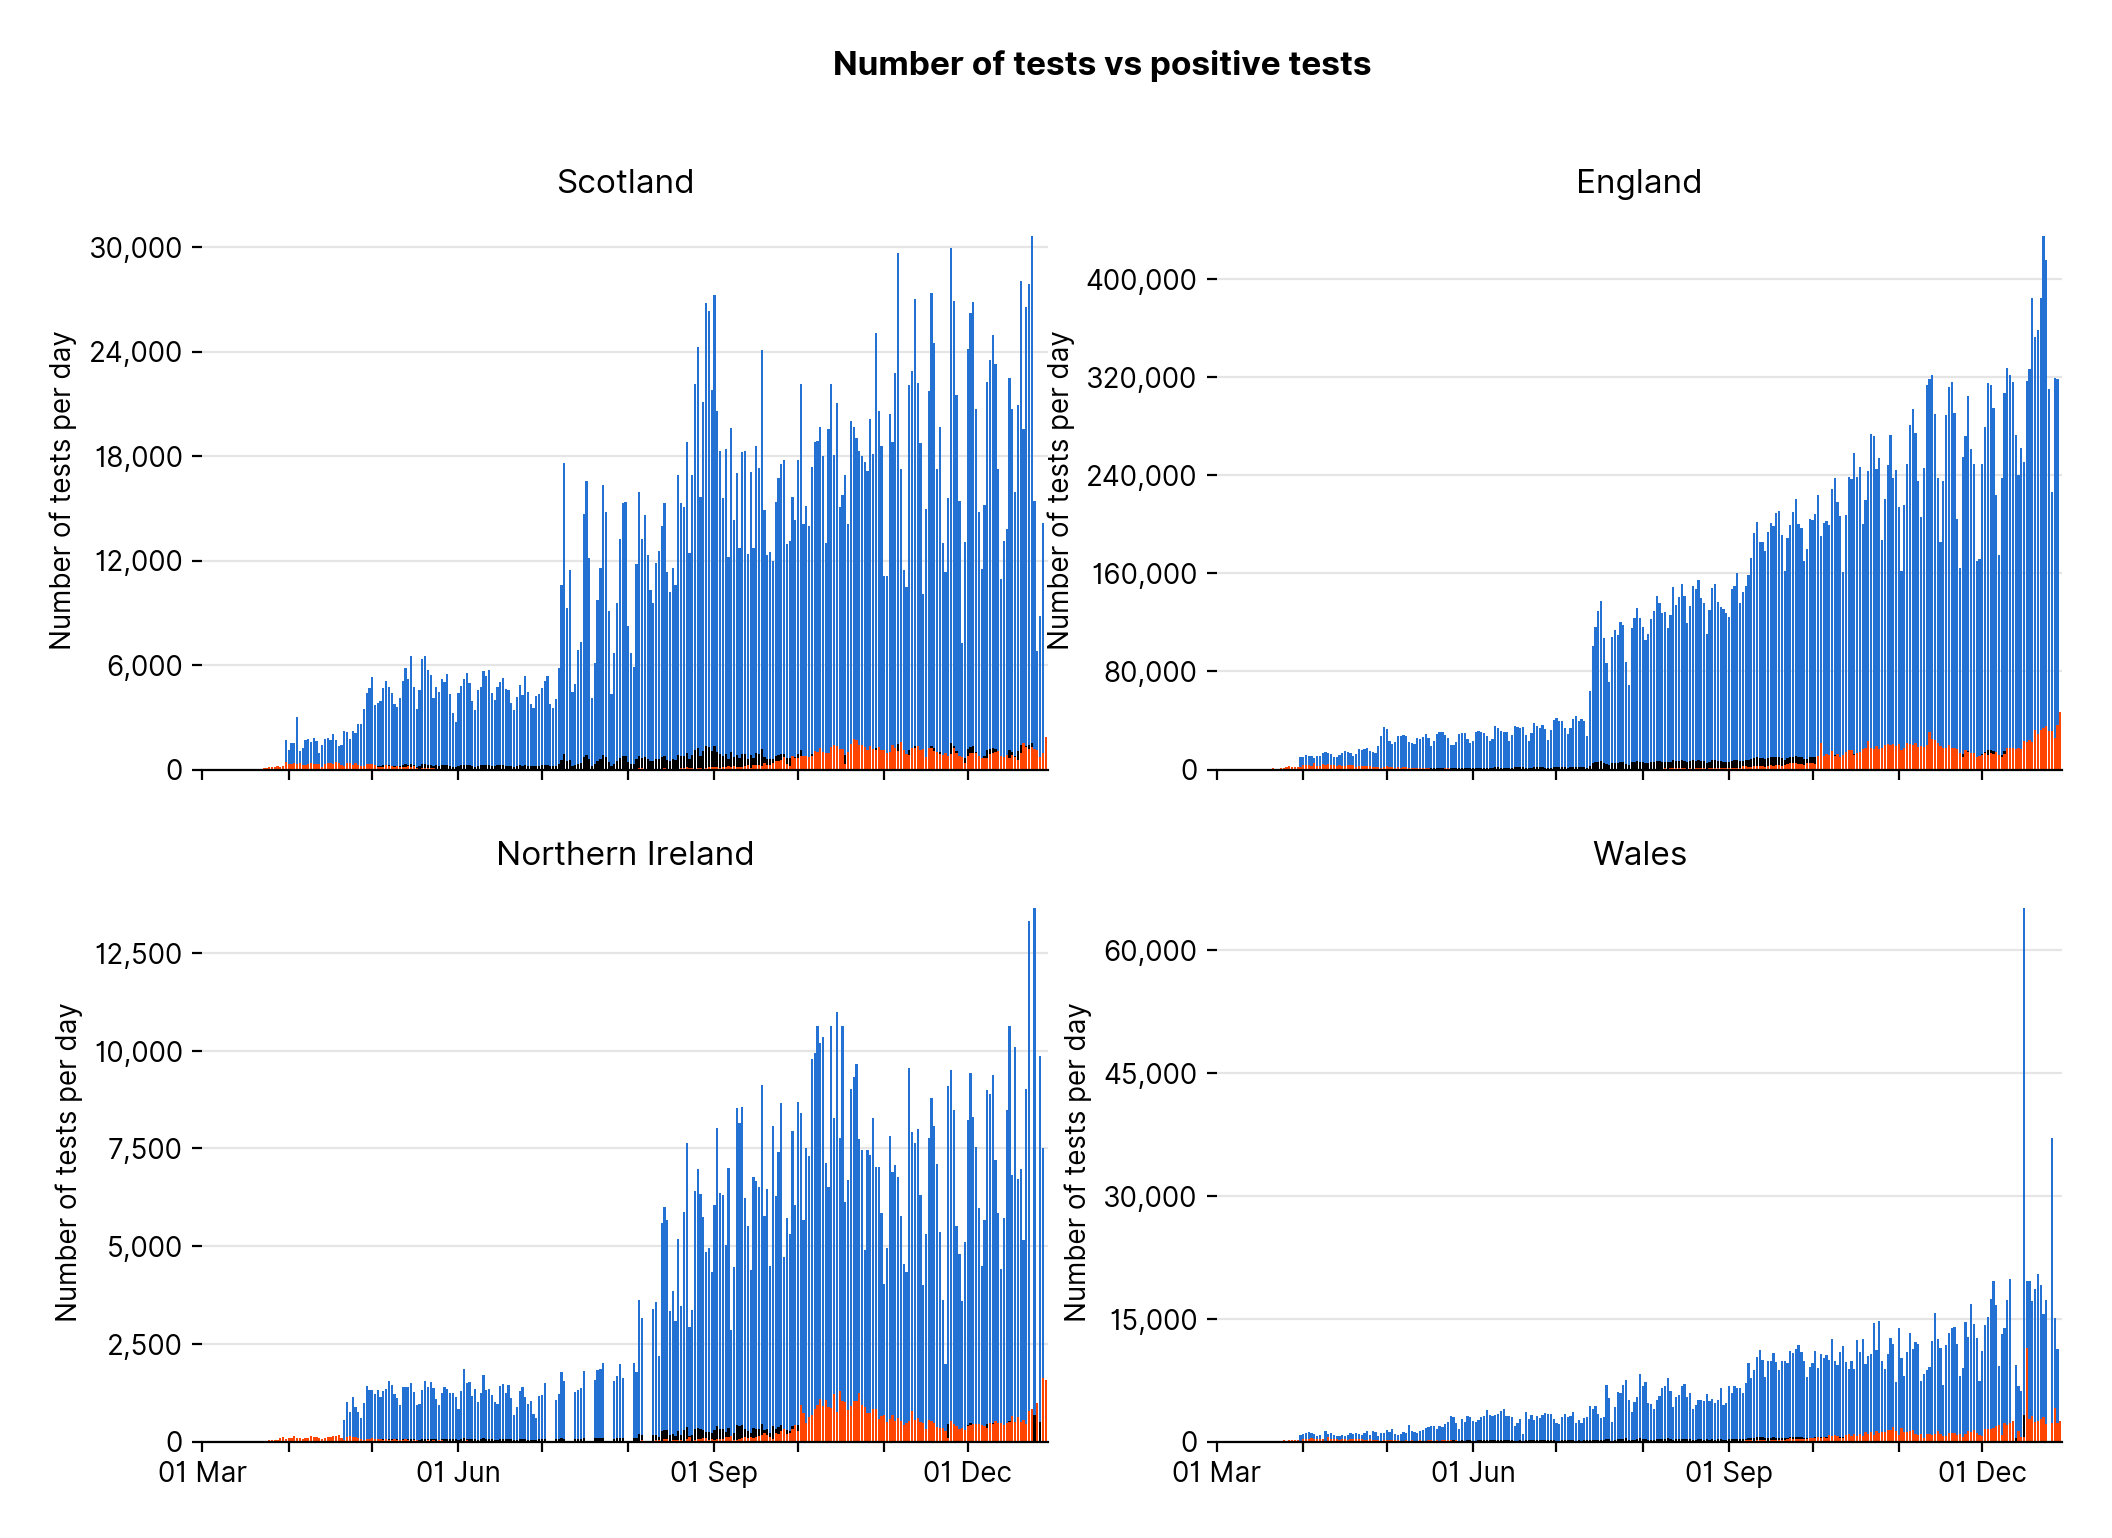 Number of tests vs positive tests
Scotland
Number of tests per day
30,000
24,000
18,000
12,000
6,000
0
England
Number of tests per day
400,000
320,000
240,000
160,000
80,000
0
Northern Ireland
Number of tests per day
12,500
10,000
7,500
5,000
2,500
0
01 Mar
01 Jun
01 Sep
01 Dec
Wales
Number of tests per day
60,000
45,000
30,000
15,000
0
01 Mar
01 Jun
01 Sep
01 Dec